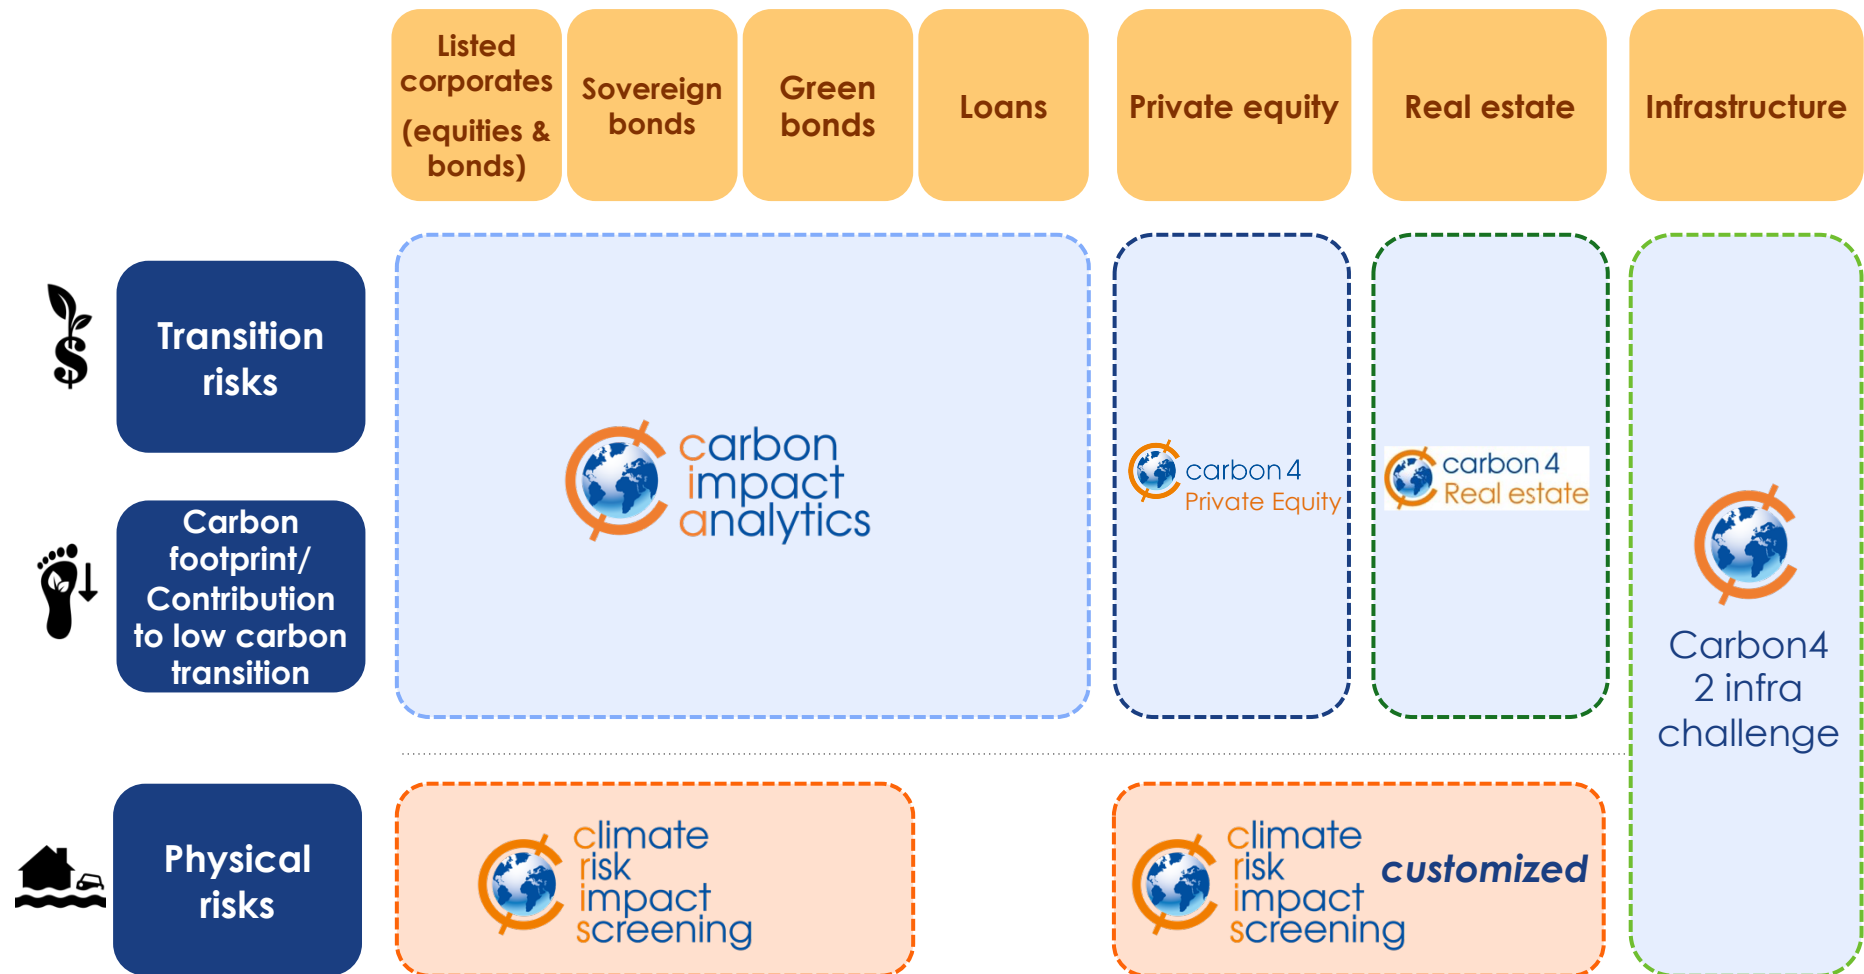 Listed
corporates
(equities &
bonds)
Sovereign
bonds
Green
bonds
Loans
Private equity
Real estate
Infrastructure
Transition
risks
carbon
impact
analytics
carbon 4
Private Equity
carbon 4
Real estate
Carbon
footprint/
Contribution
to low carbon
transition
Carbon4
2 infra
challenge
Physical
risks
climate
risk
impact
screening
climate
risk
impact
screening
customized